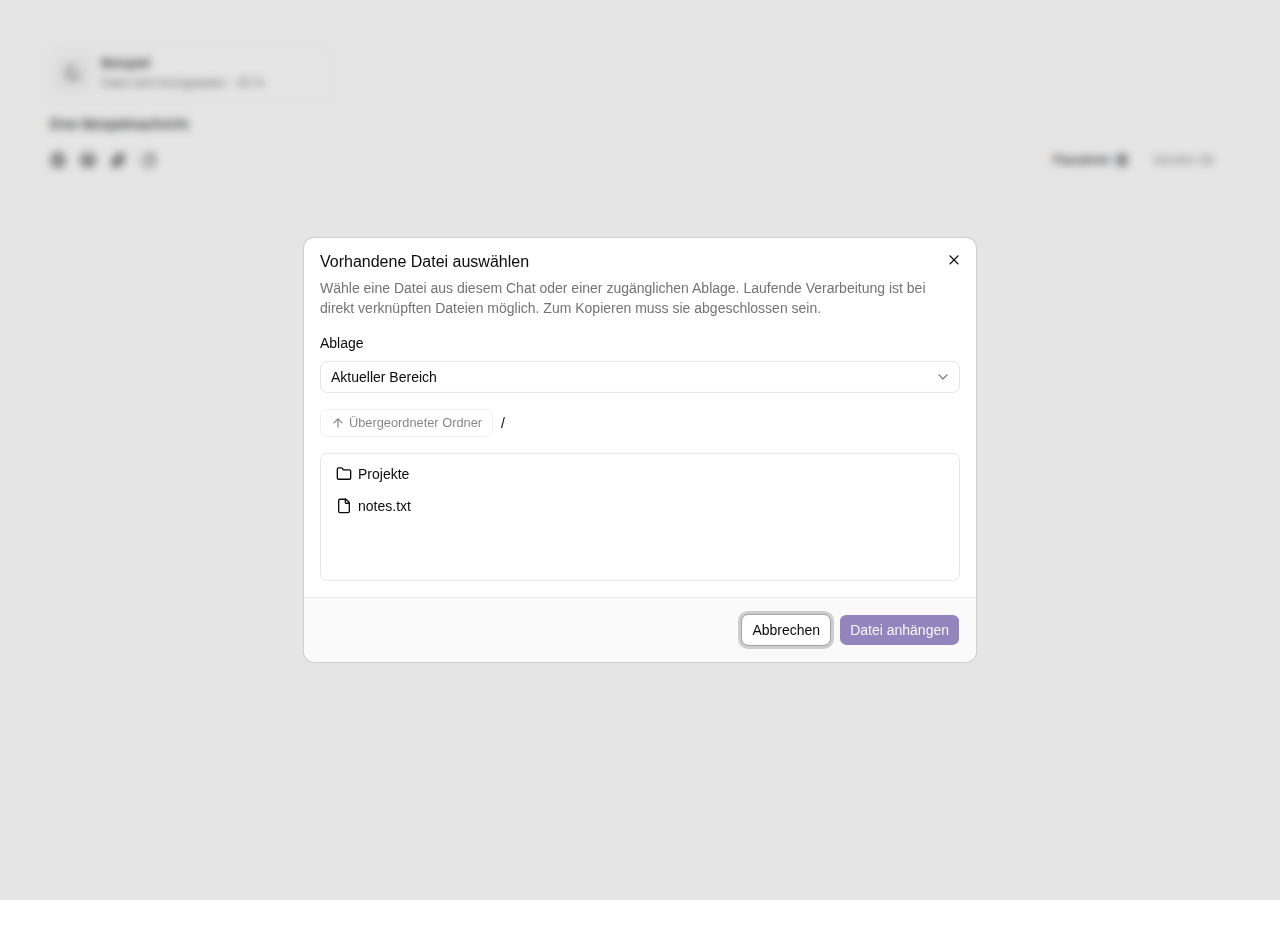 Vorhandene Datei auswählen
Wähle eine Datei aus diesem Chat oder einer zugänglichen Ablage. Laufende Verarbeitung ist bei
direkt verknüpften Dateien möglich. Zum Kopieren muss sie abgeschlossen sein.
Ablage
Aktueller Bereich
Übergeordneter Ordner /
Projekte
notes.txt
Abbrechen Datei anhängen